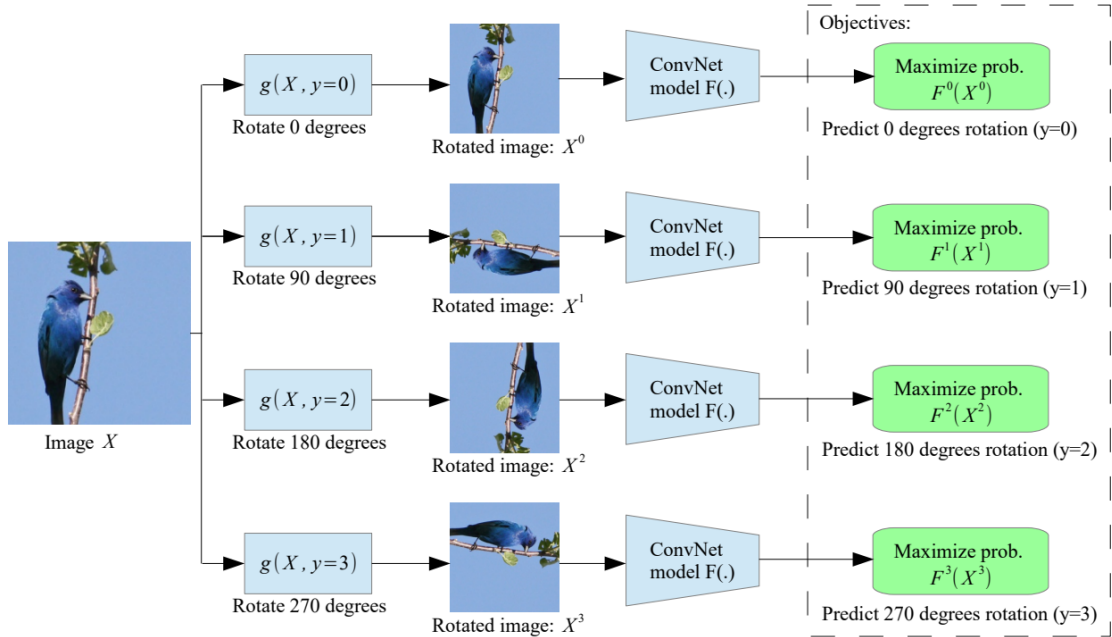 Objectives:
g(X, y=0)
Rotate 0 degrees
Rotated image: X⁰
ConvNet
model F(.)
Maximize prob.
F⁰(X⁰)
Predict 0 degrees rotation (y=0)
g(X, y=1)
Rotate 90 degrees
Rotated image: X¹
ConvNet
model F(.)
Maximize prob.
F¹(X¹)
Predict 90 degrees rotation (y=1)
Image X
g(X, y=2)
Rotate 180 degrees
Rotated image: X²
ConvNet
model F(.)
Maximize prob.
F²(X²)
Predict 180 degrees rotation (y=2)
g(X, y=3)
Rotate 270 degrees
Rotated image: X³
ConvNet
model F(.)
Maximize prob.
F³(X³)
Predict 270 degrees rotation (y=3)